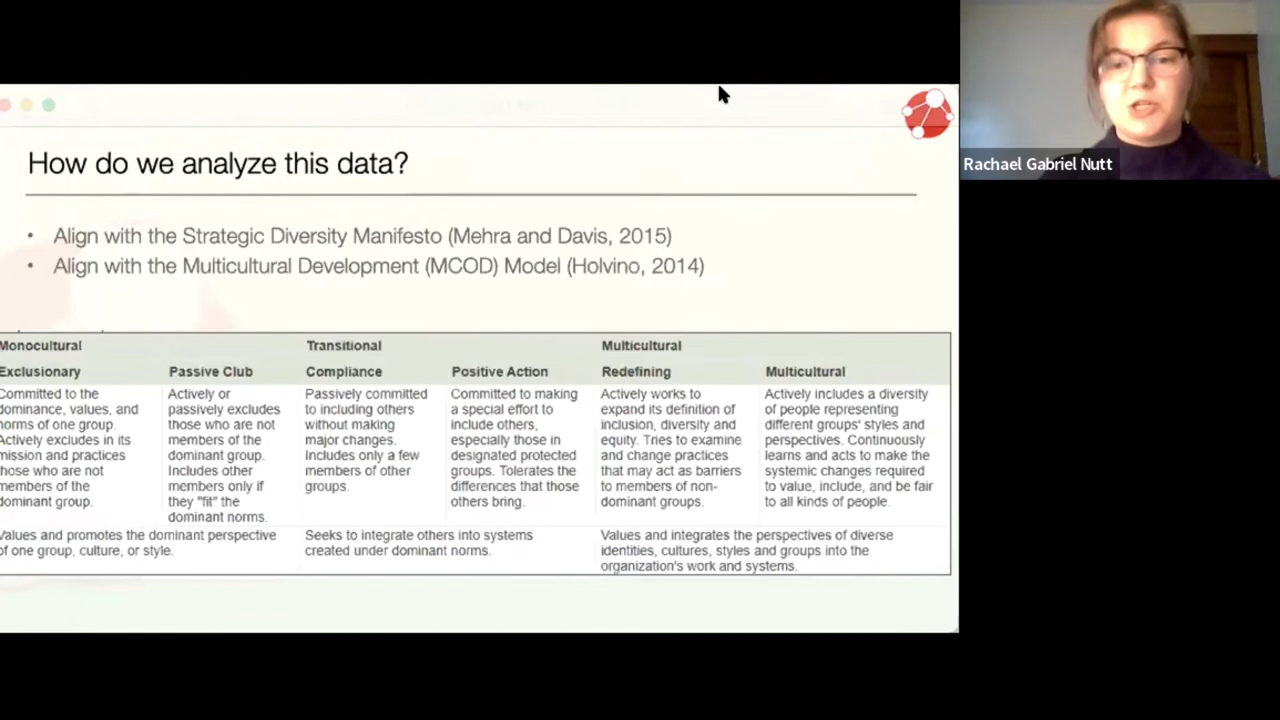 How do we analyze this data?
• Align with the Strategic Diversity Manifesto (Mehra and Davis, 2015)
• Align with the Multicultural Development (MCOD) Model (Holvino, 2014)
Monocultural
Exclusionary
Committed to the
dominance, values, and
norms of one group.
Actively excludes in its
mission and practices
those who are not
members of the
dominant group.
Passive Club
Actively or
passively excludes
those who are not
members of the
dominant group.
Includes other
members only if
they "fit" the
dominant norms.
Values and promotes the dominant perspective
of one group, culture, or style.
Transitional
Compliance
Passively committed
to including others
without making
major changes.
Includes only a few
members of other
groups.
Positive Action
Committed to making
a special effort to
include others,
especially those in
designated protected
groups. Tolerates the
differences that those
others bring.
Seeks to integrate others into systems
created under dominant norms.
Multicultural
Redefining
Actively works to
expand its definition of
inclusion, diversity and
equity. Tries to examine
and change practices
that may act as barriers
to members of non-
dominant groups.
Multicultural
Actively includes a diversity
of people representing
different groups' styles and
perspectives. Continuously
learns and acts to make the
systemic changes required
to value, include, and be fair
to all kinds of people.
Values and integrates the perspectives of diverse
identities, cultures, styles and groups into the
organization's work and systems.
Rachael Gabriel Nutt